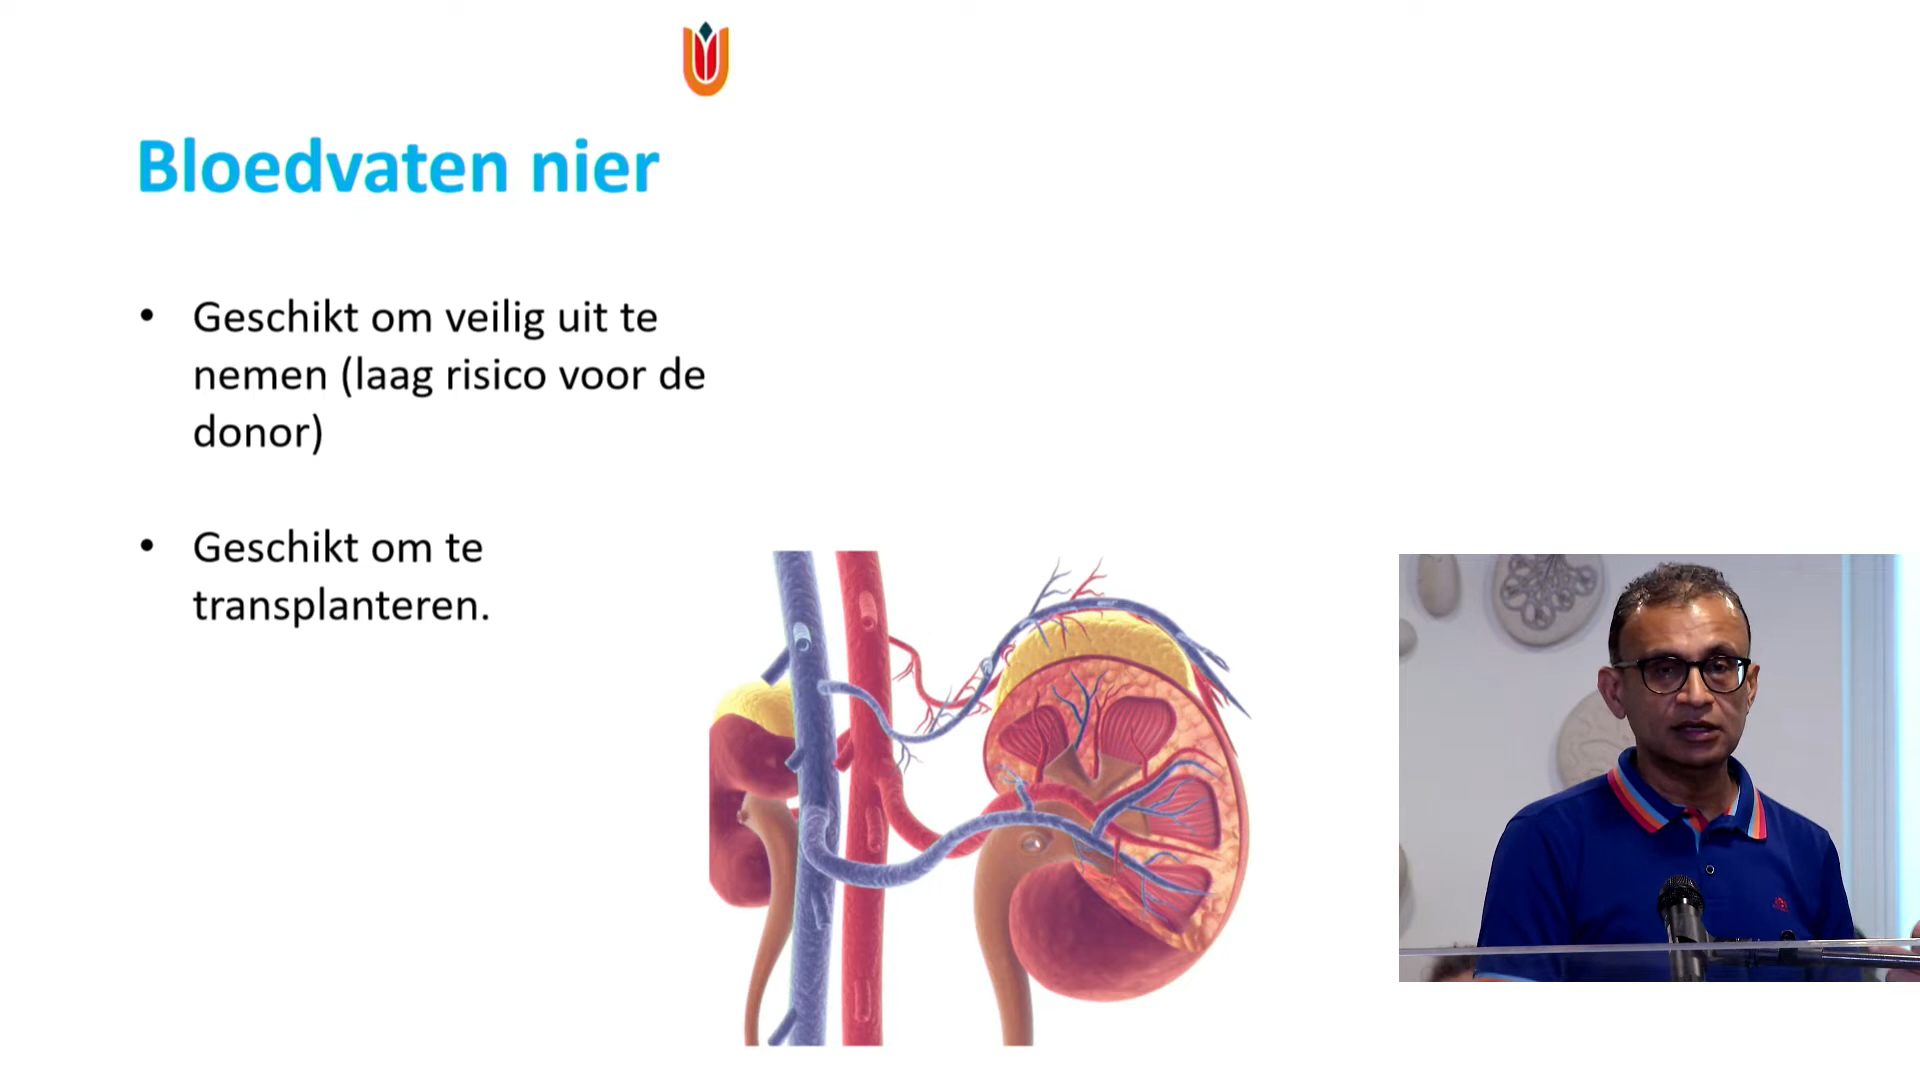 Bloedvaten nier
• Geschikt om veilig uit te
nemen (laag risico voor de
donor)
• Geschikt om te
transplanteren.